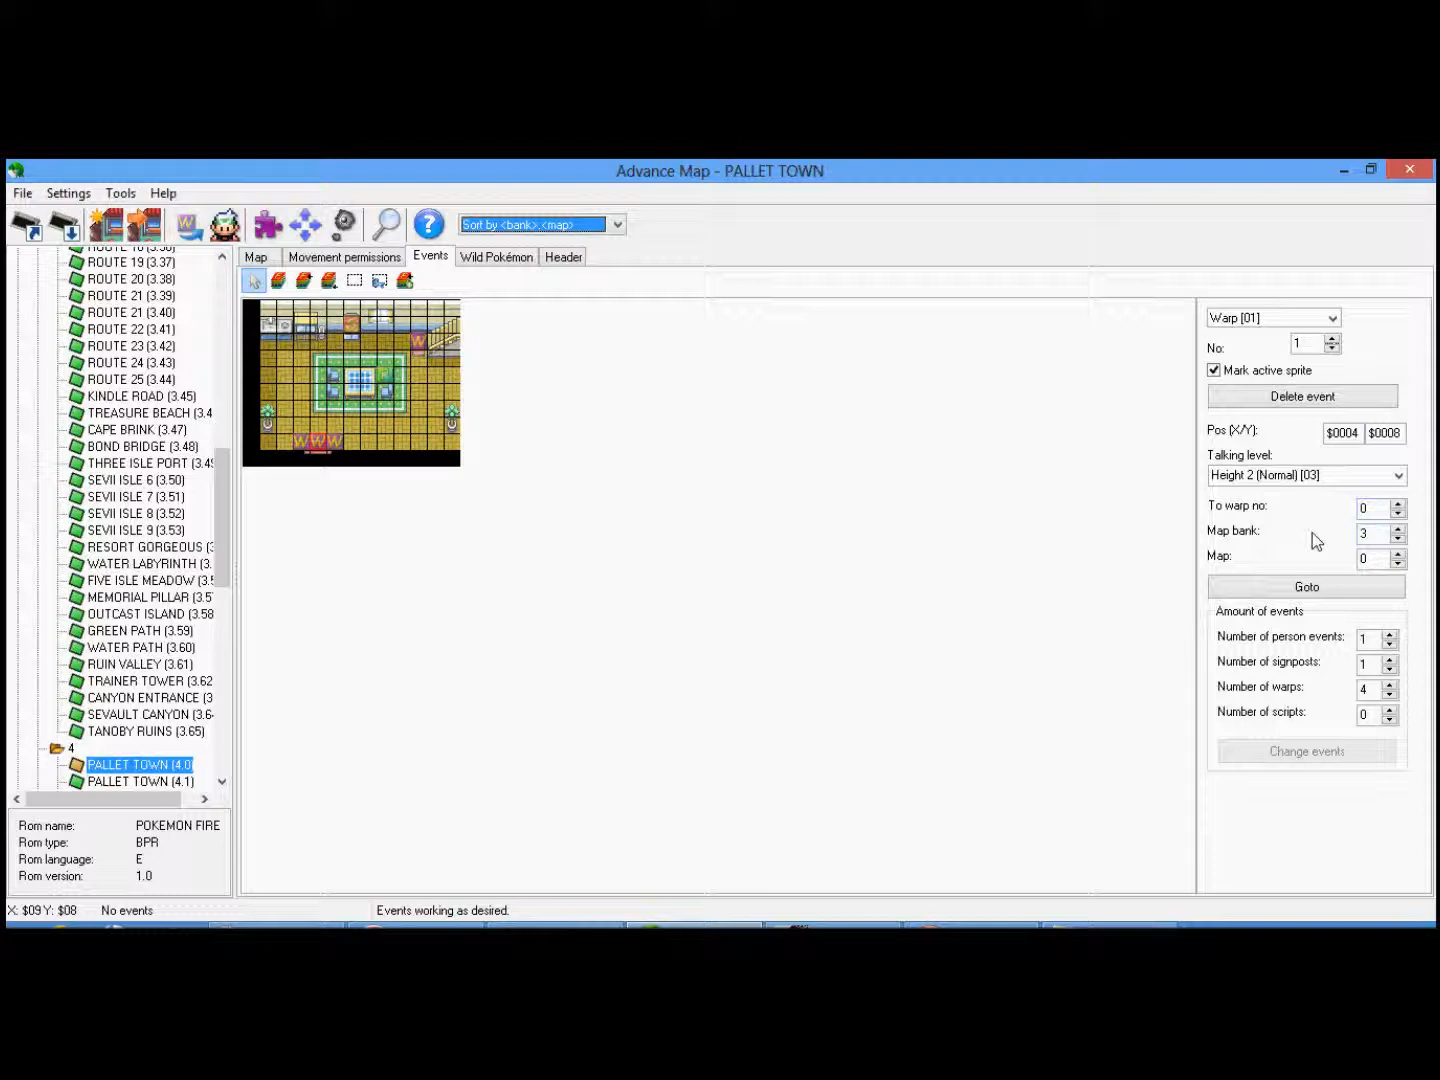 Advance Map - PALLET TOWN
File Settings Tools Help
Sort by <bank>.<map>
Map Movement permissions Events Wild Pokémon Header
ROUTE 19 (3.37)
ROUTE 20 (3.38)
ROUTE 21 (3.39)
ROUTE 21 (3.40)
ROUTE 22 (3.41)
ROUTE 23 (3.42)
ROUTE 24 (3.43)
ROUTE 25 (3.44)
KINDLE ROAD (3.45)
TREASURE BEACH (3.4
CAPE BRINK (3.47)
BOND BRIDGE (3.48)
THREE ISLE PORT (3.49
SEVII ISLE 6 (3.50)
SEVII ISLE 7 (3.51)
SEVII ISLE 8 (3.52)
SEVII ISLE 9 (3.53)
RESORT GORGEOUS (3
WATER LABYRINTH (3.
FIVE ISLE MEADOW (3.5
MEMORIAL PILLAR (3.57
OUTCAST ISLAND (3.58
GREEN PATH (3.59)
WATER PATH (3.60)
RUIN VALLEY (3.61)
TRAINER TOWER (3.62
CANYON ENTRANCE (3
SEVAULT CANYON (3.64
TANOBY RUINS (3.65)
4
PALLET TOWN (4.0)
PALLET TOWN (4.1)
Rom name: POKEMON FIRE
Rom type: BPR
Rom language: E
Rom version: 1.0
W
W W W
Warp [01]
No: 1
Mark active sprite
Delete event
Pos (X/Y): $0004 $0008
Talking level:
Height 2 (Normal) [03]
To warp no: 0
Map bank: 3
Map: 0
Goto
Amount of events
Number of person events: 1
Number of signposts: 1
Number of warps: 4
Number of scripts: 0
Change events
X: $09 Y: $08 No events Events working as desired.